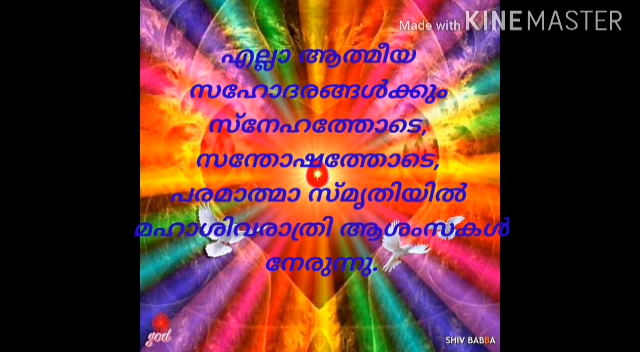 Made with KINEMASTER
എല്ലാ ആത്മീയ
സഹോദരങ്ങൾക്കും
സ്നേഹത്തോടെ,
സന്തോഷത്തോടെ,
പരമാത്മാ സ്മൃതിയിൽ
മഹാശിവരാത്രി ആശംസകൾ
നേരുന്നു.
god
SHIV BABBA